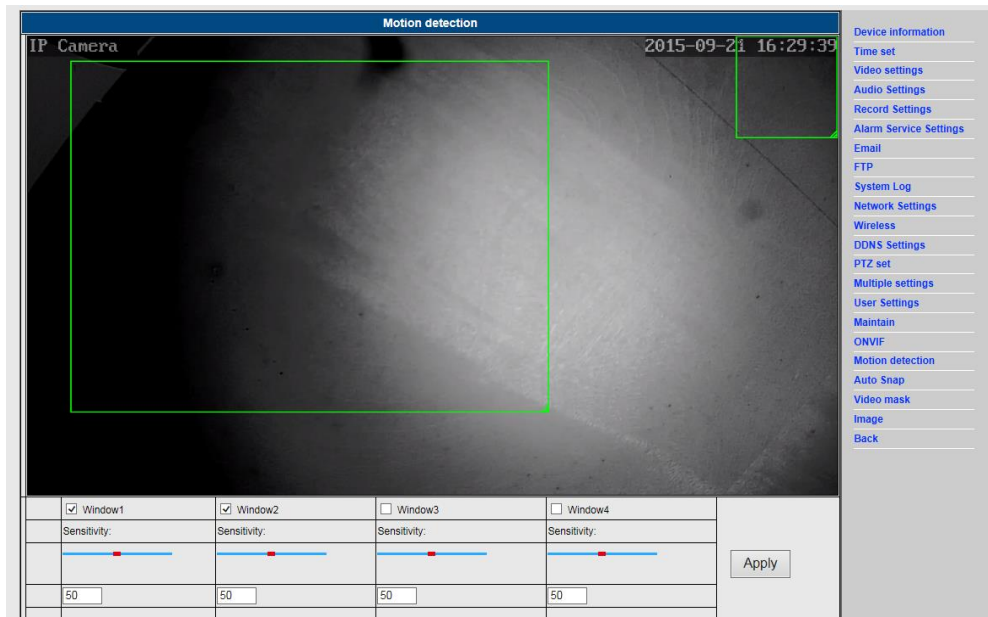 Motion detection
IP Camera 2015-09-21 16:29:39
Window1 Window2 Window3 Window4
Sensitivity: Sensitivity: Sensitivity: Sensitivity:
Apply
50 50 50 50
Device information
Time set
Video settings
Audio Settings
Record Settings
Alarm Service Settings
Email
FTP
System Log
Network Settings
Wireless
DDNS Settings
PTZ set
Multiple settings
User Settings
Maintain
ONVIF
Motion detection
Auto Snap
Video mask
Image
Back